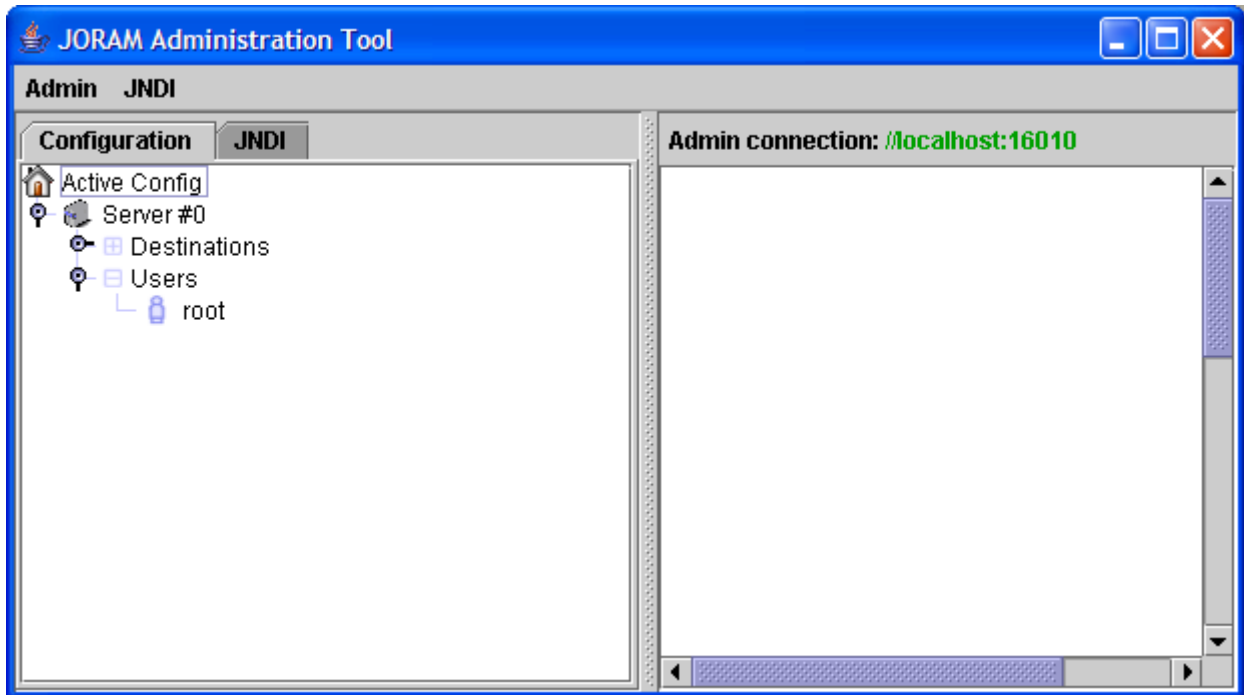 JORAM Administration Tool
Admin JNDI
Configuration JNDI
Admin connection: //localhost:16010
Active Config
Server #0
Destinations
Users
root